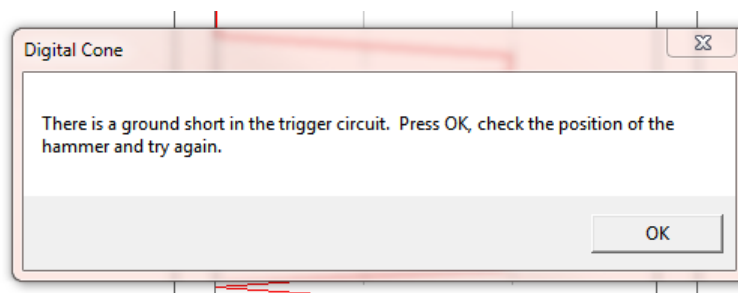 Digital Cone
There is a ground short in the trigger circuit.  Press OK, check the position of the
hammer and try again.
OK